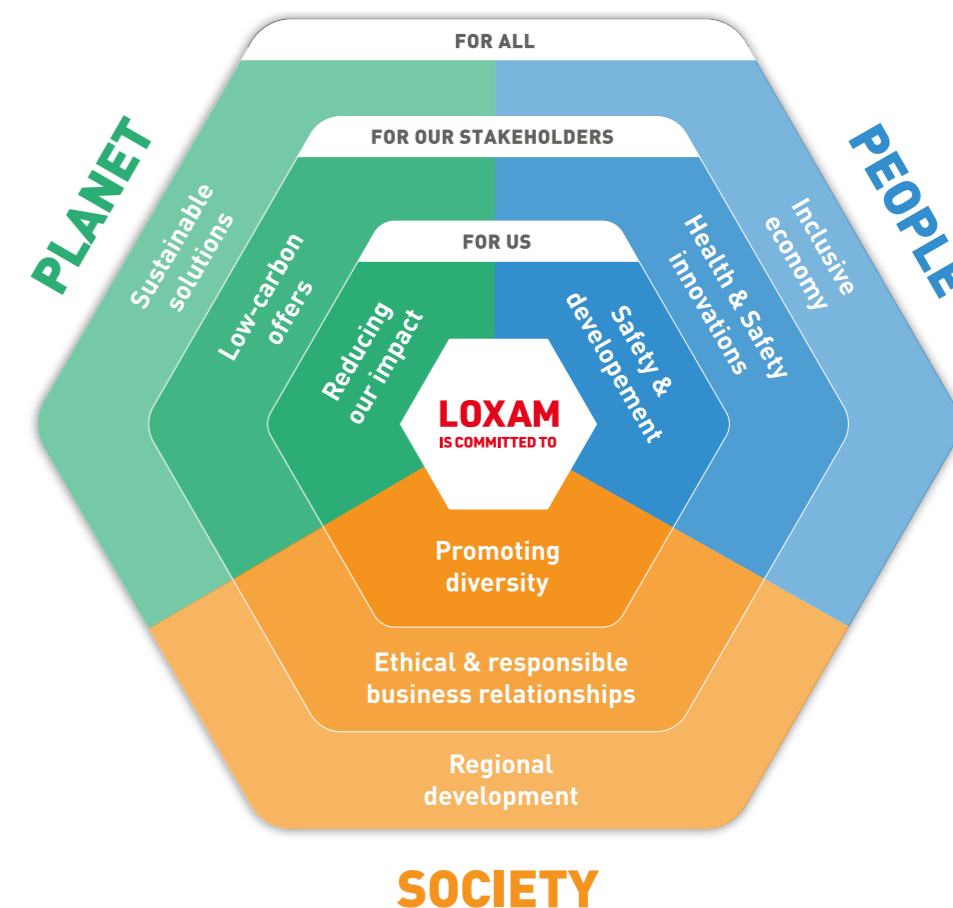 FOR ALL
FOR OUR STAKEHOLDERS
FOR US
PLANET
Sustainable
solutions
Low-carbon
offers
Reducing
our impact
PEOPLE
Inclusive
economy
Health & Safety
innovations
Safety &
developement
LOXAM
IS COMMITTED TO
Promoting
diversity
Ethical & responsible
business relationships
Regional
development
SOCIETY